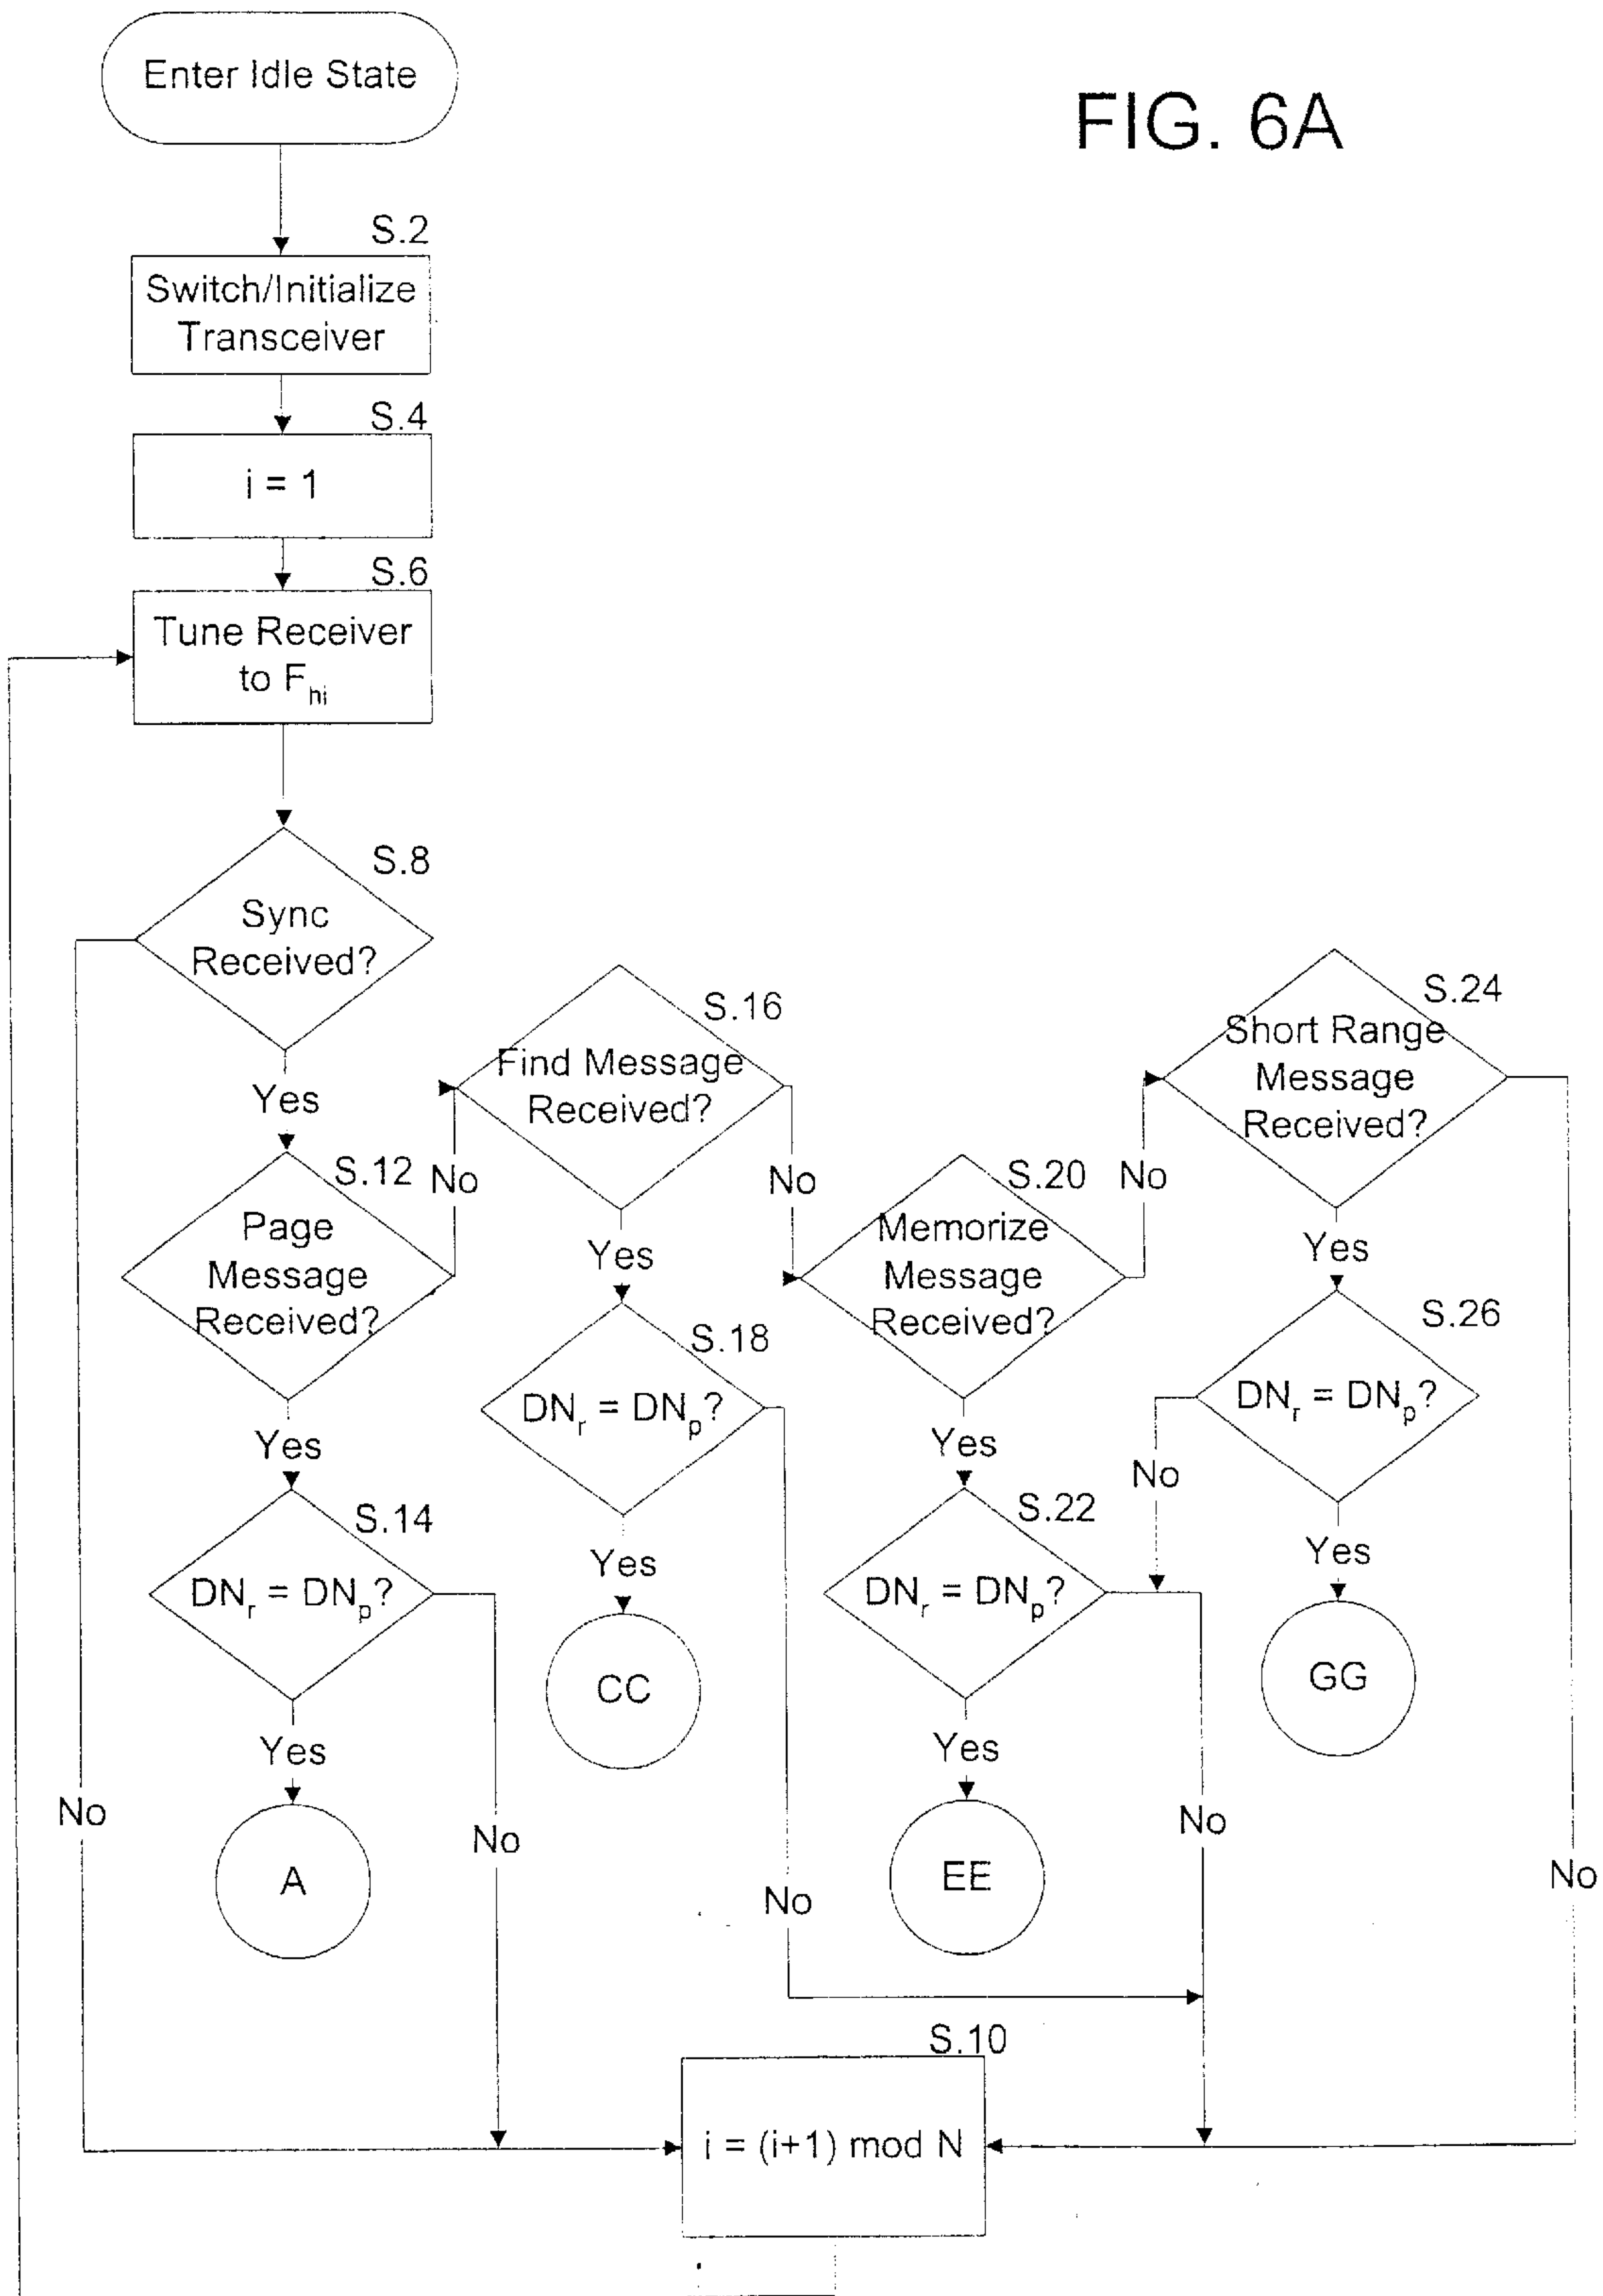 Enter Idle State
FIG. 6A
S.2
Switch/Initialize
Transceiver
S.4
i = 1
S.6
Tune Receiver
to F_hi
S.8
Sync
Received?
Yes
No
S.12
Page
Message
Received?
No
Yes
S.14
DN_r = DN_p?
Yes
No
A
S.16
Find Message
Received?
No
Yes
S.18
DN_r = DN_p?
Yes
No
CC
S.20
Memorize
Message
Received?
No
Yes
S.22
DN_r = DN_p?
Yes
No
EE
S.24
Short Range
Message
Received?
Yes
No
S.26
DN_r = DN_p?
No
Yes
GG
S.10
i = (i+1) mod N